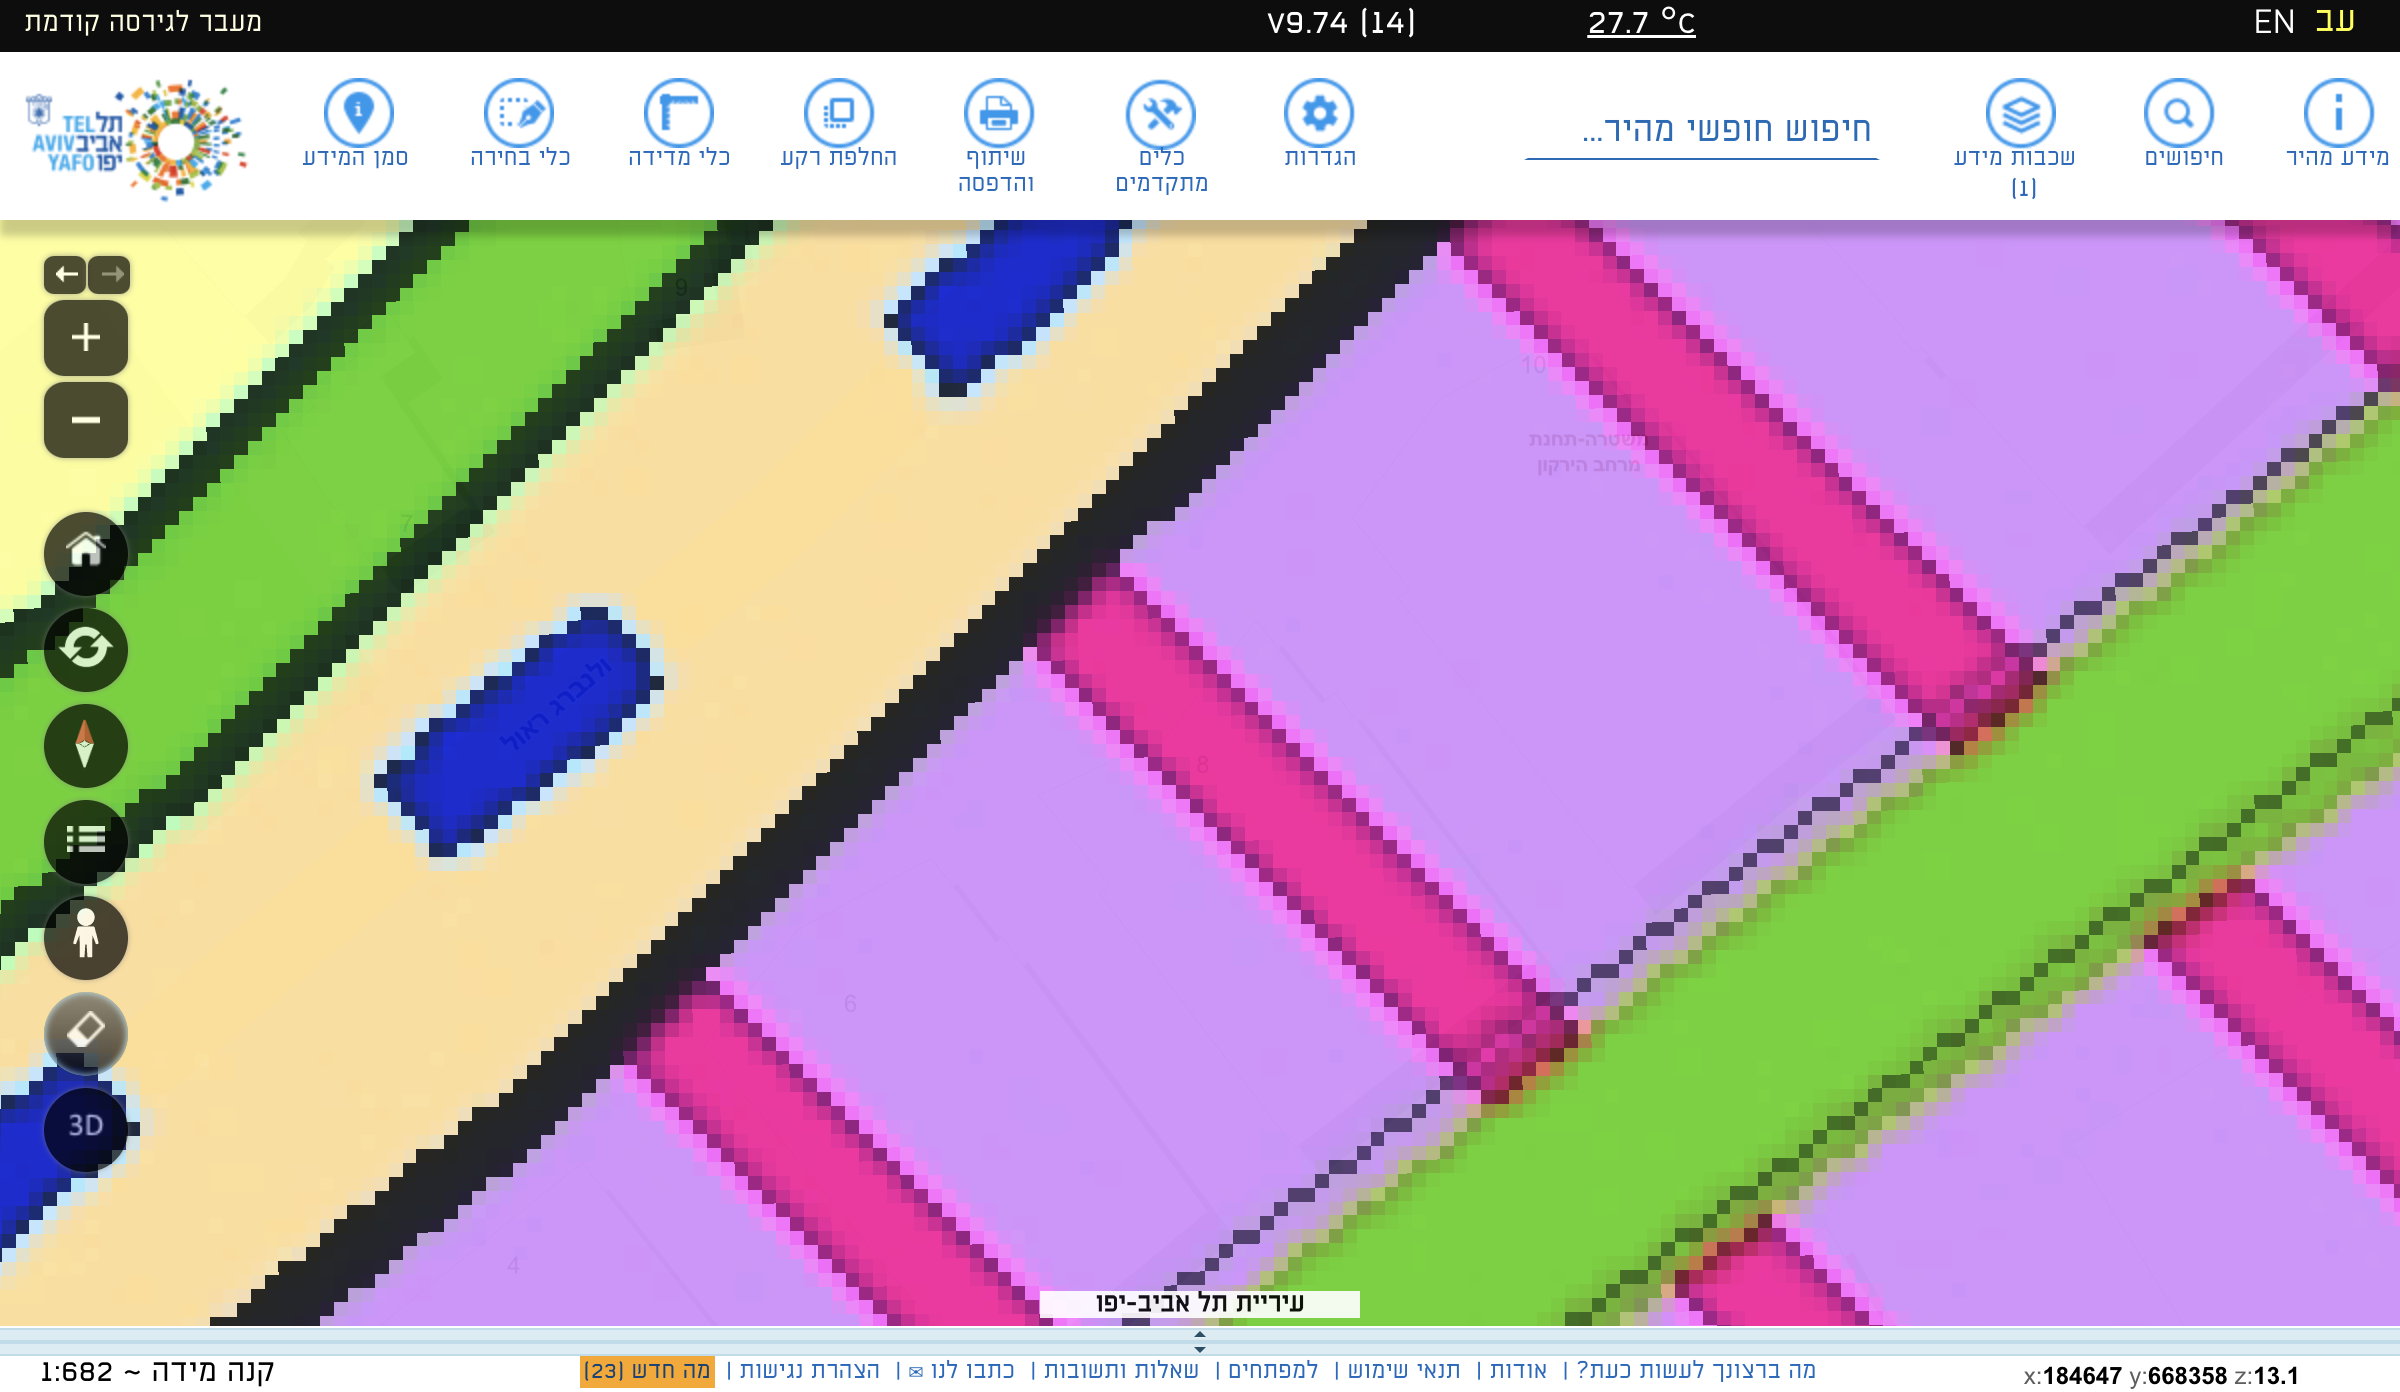 עב EN
27.7 °C
V9.74 (14)
מעבר לגירסה קודמת
מידע מהיר
חיפושים
שכבות מידע
(1)
חיפוש חופשי מהיר...
הגדרות
כלים
מתקדמים
שיתוף
והדפסה
החלפת רקע
כלי מדידה
כלי בחירה
סמן המידע
תל אביב יפו
TEL AVIV YAFO
9
10
משטרה-תחנת
מרחב הירקון
7
ולנברג ראול
8
6
4
3D
עיריית תל אביב-יפו
מה ברצונך לעשות כעת? | אודות | תנאי שימוש | למפתחים | שאלות ותשובות | כתבו לנו ✉ | הצהרת נגישות | מה חדש (23)
קנה מידה ~ 1:682
x:184647 y:668358 z:13.1